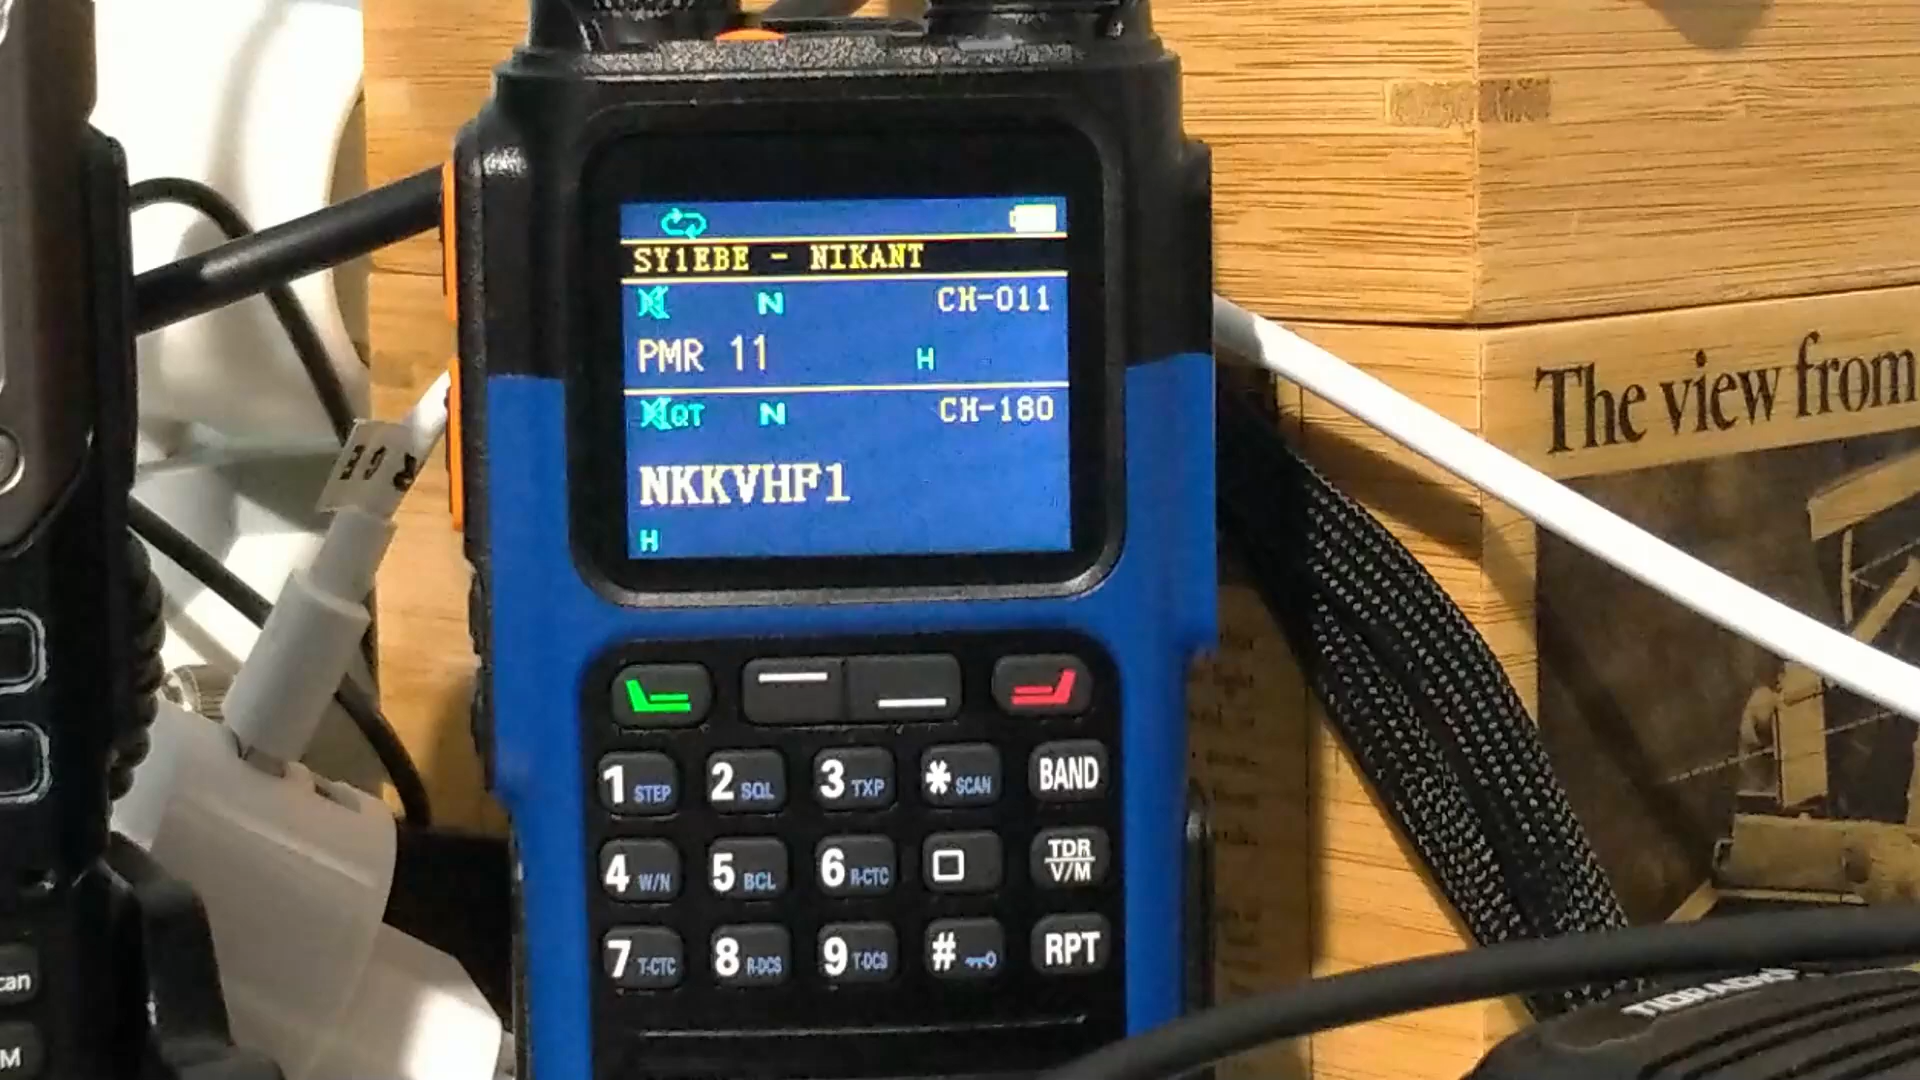 SY1EBE - NIKANT
N CH-011
PMR 11 H
QT N CH-180
NKKVHF1
H
The view from
1 STEP 2 SQL 3 TXP * SCAN BAND
4 W/N 5 BCL 6 R-CTC TDR V/M
7 T-CTC 8 R-DCS 9 T-DCS # RPT
can
M